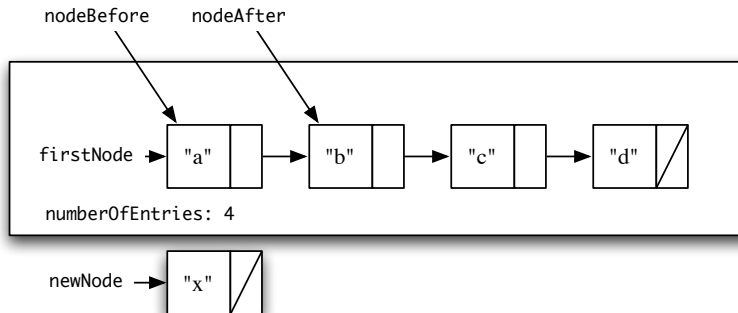 nodeBefore nodeAfter
firstNode "a" "b" "c" "d"
numberOfEntries: 4
newNode "x"